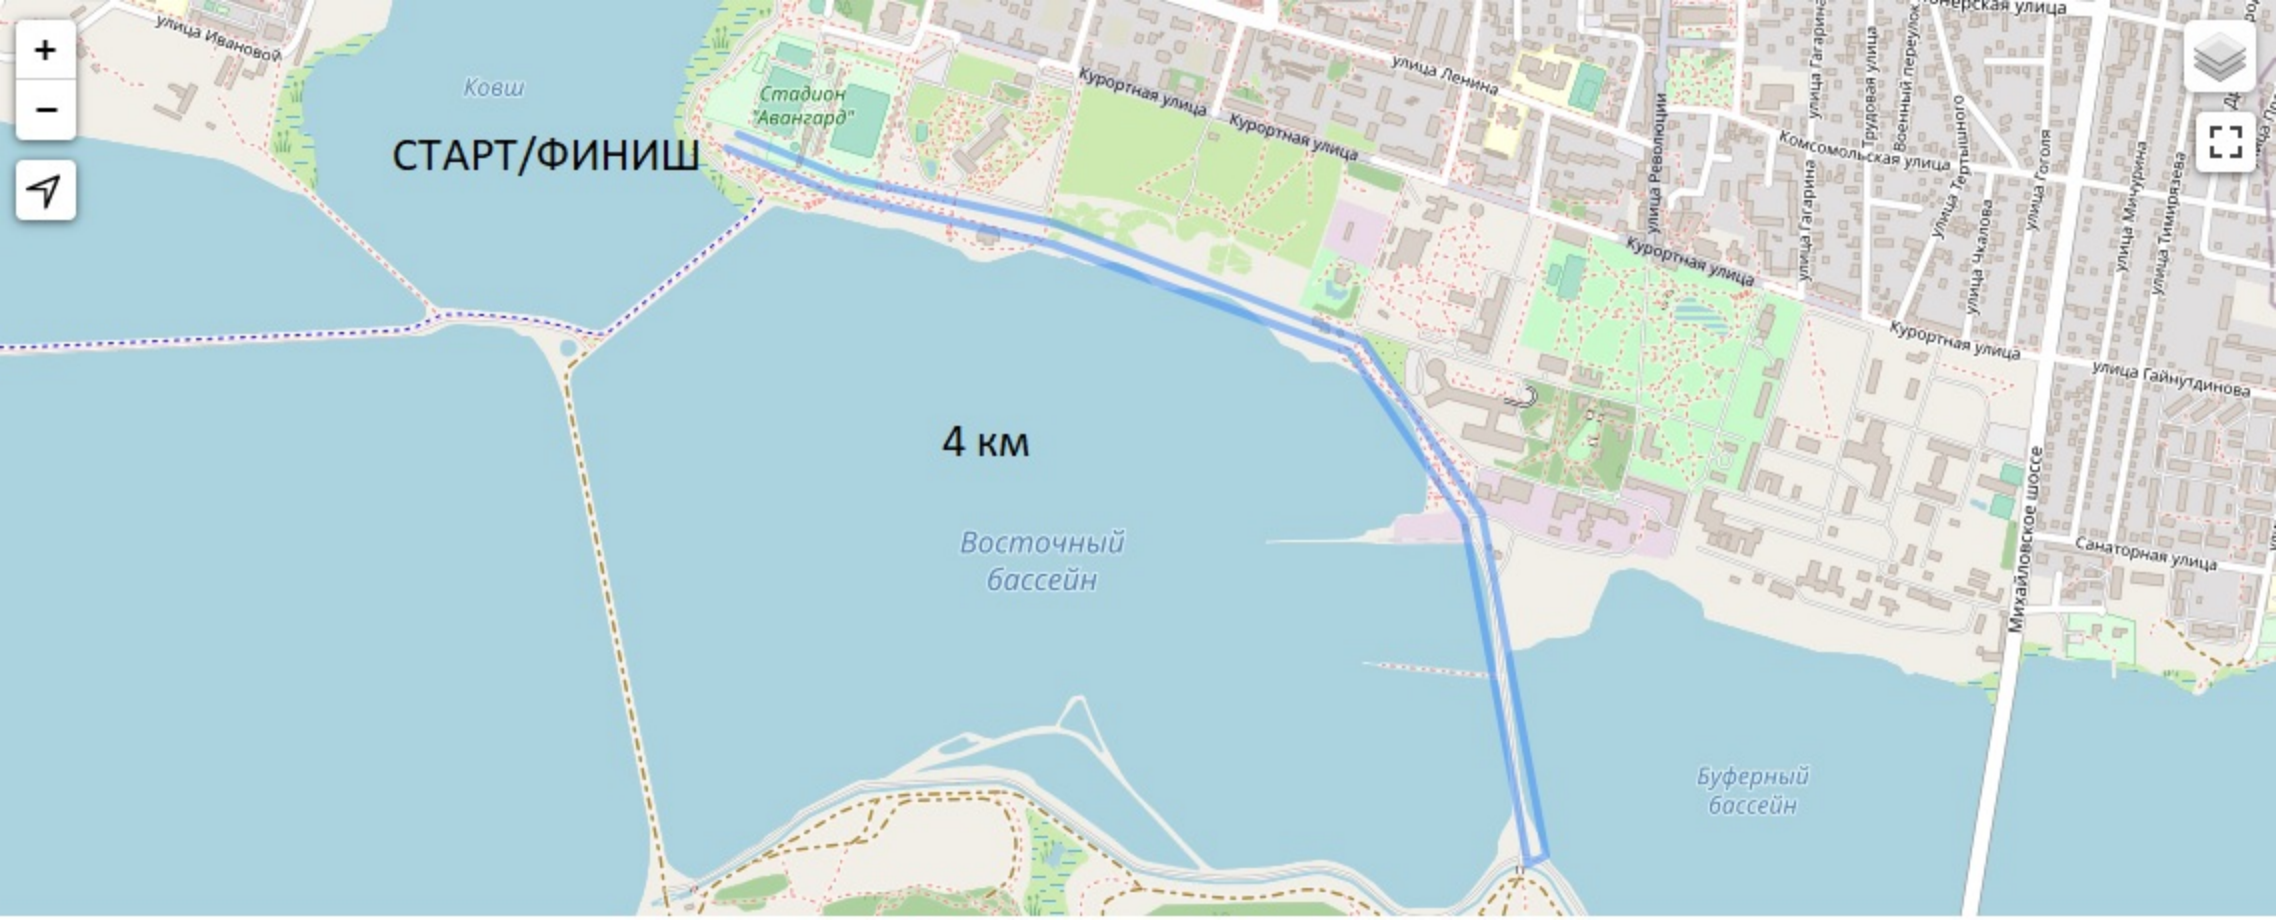 +
−
улица Ивановой
Ковш
СТАРТ/ФИНИШ
Стадион
"Авангард"
Курортная улица
Курортная улица
улица Ленина
улица Революции
улица Гагарина
Трудовая улица
Военный переулок
Комсомольская улица
улица Гагарина
улица Тертышного
улица Чкалова
улица Гоголя
улица Мичурина
улица Тимирязева
Курортная улица
Курортная улица
улица Гайнутдинова
4 км
Восточный
бассейн
Михайловское шоссе
Санаторная улица
Буферный
бассейн